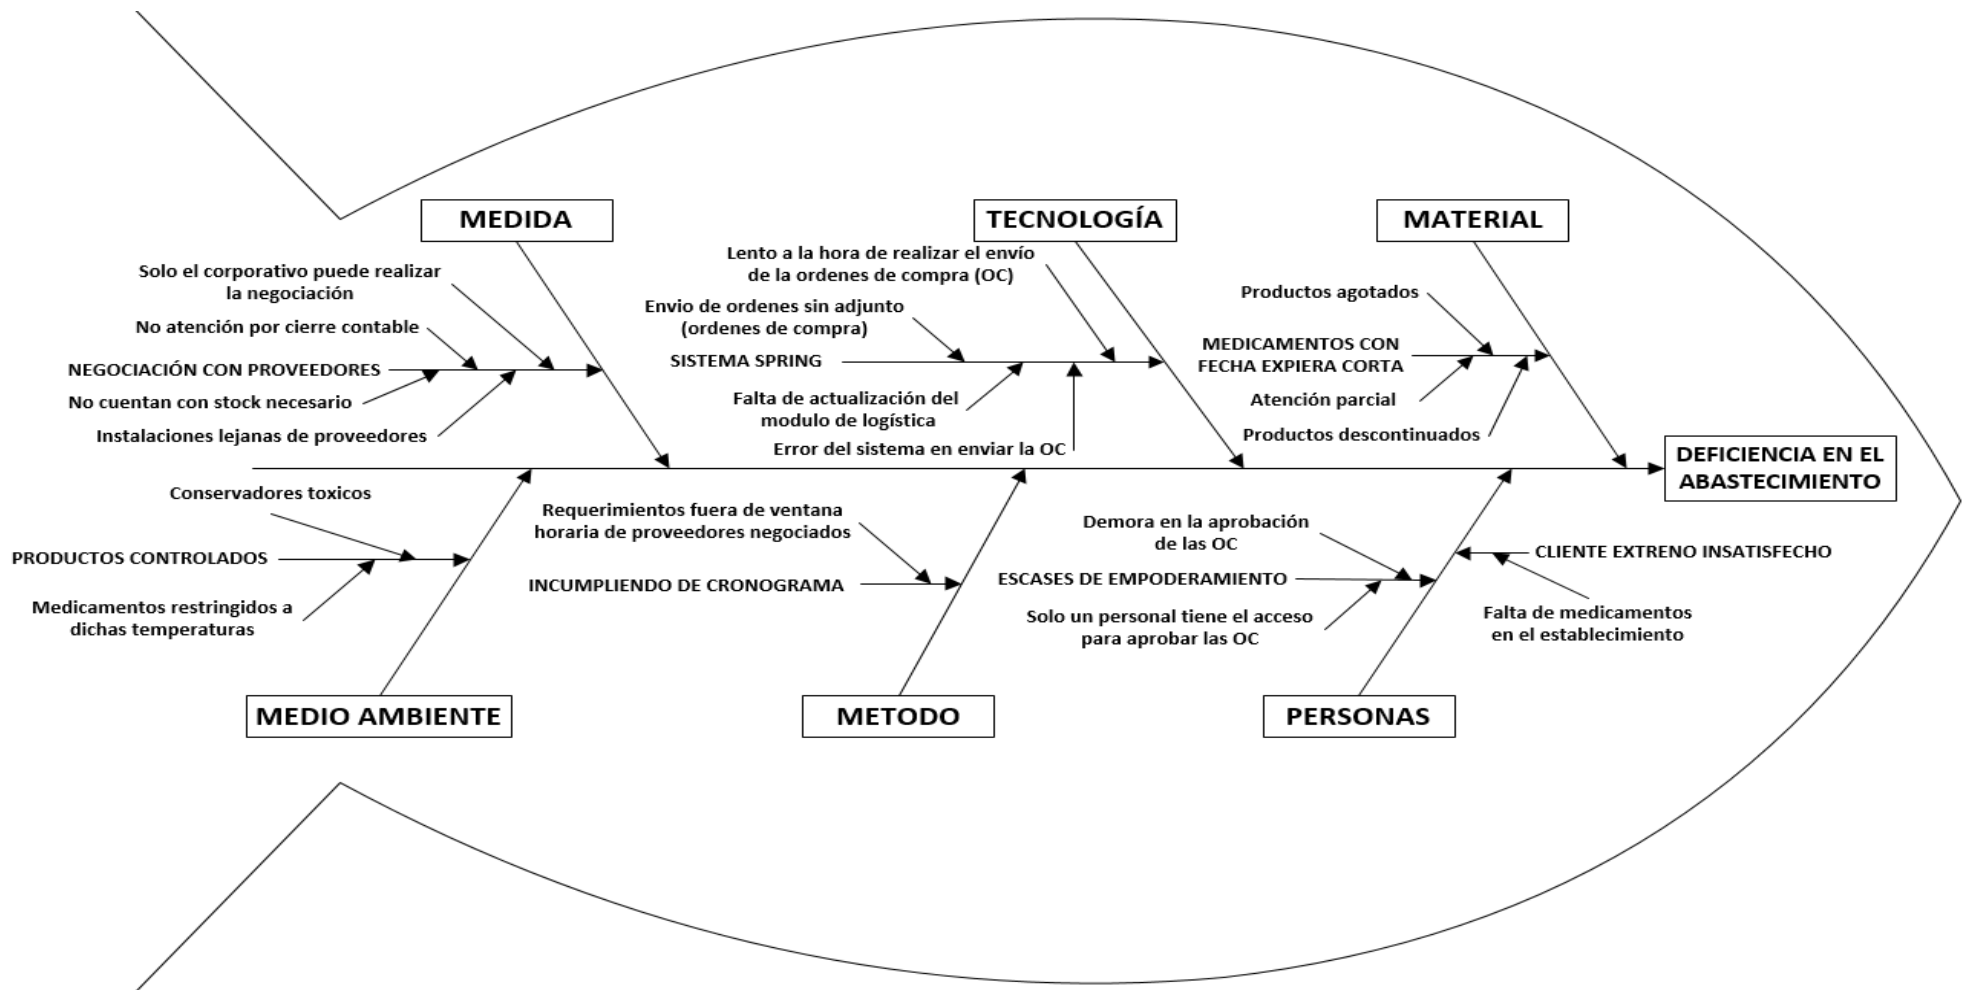 MEDIDA
TECNOLOGÍA
MATERIAL
Solo el corporativo puede realizar
la negociación
No atención por cierre contable
NEGOCIACIÓN CON PROVEEDORES
No cuentan con stock necesario
Instalaciones lejanas de proveedores
Lento a la hora de realizar el envío
de la ordenes de compra (OC)
Envio de ordenes sin adjunto
(ordenes de compra)
SISTEMA SPRING
Falta de actualización del
modulo de logística
Error del sistema en enviar la OC
Productos agotados
MEDICAMENTOS CON
FECHA EXPIERA CORTA
Atención parcial
Productos descontinuados
DEFICIENCIA EN EL
ABASTECIMIENTO
Conservadores toxicos
PRODUCTOS CONTROLADOS
Medicamentos restringidos a
dichas temperaturas
Requerimientos fuera de ventana
horaria de proveedores negociados
INCUMPLIENDO DE CRONOGRAMA
Demora en la aprobación
de las OC
ESCASES DE EMPODERAMIENTO
Solo un personal tiene el acceso
para aprobar las OC
CLIENTE EXTRENO INSATISFECHO
Falta de medicamentos
en el establecimiento
MEDIO AMBIENTE
METODO
PERSONAS